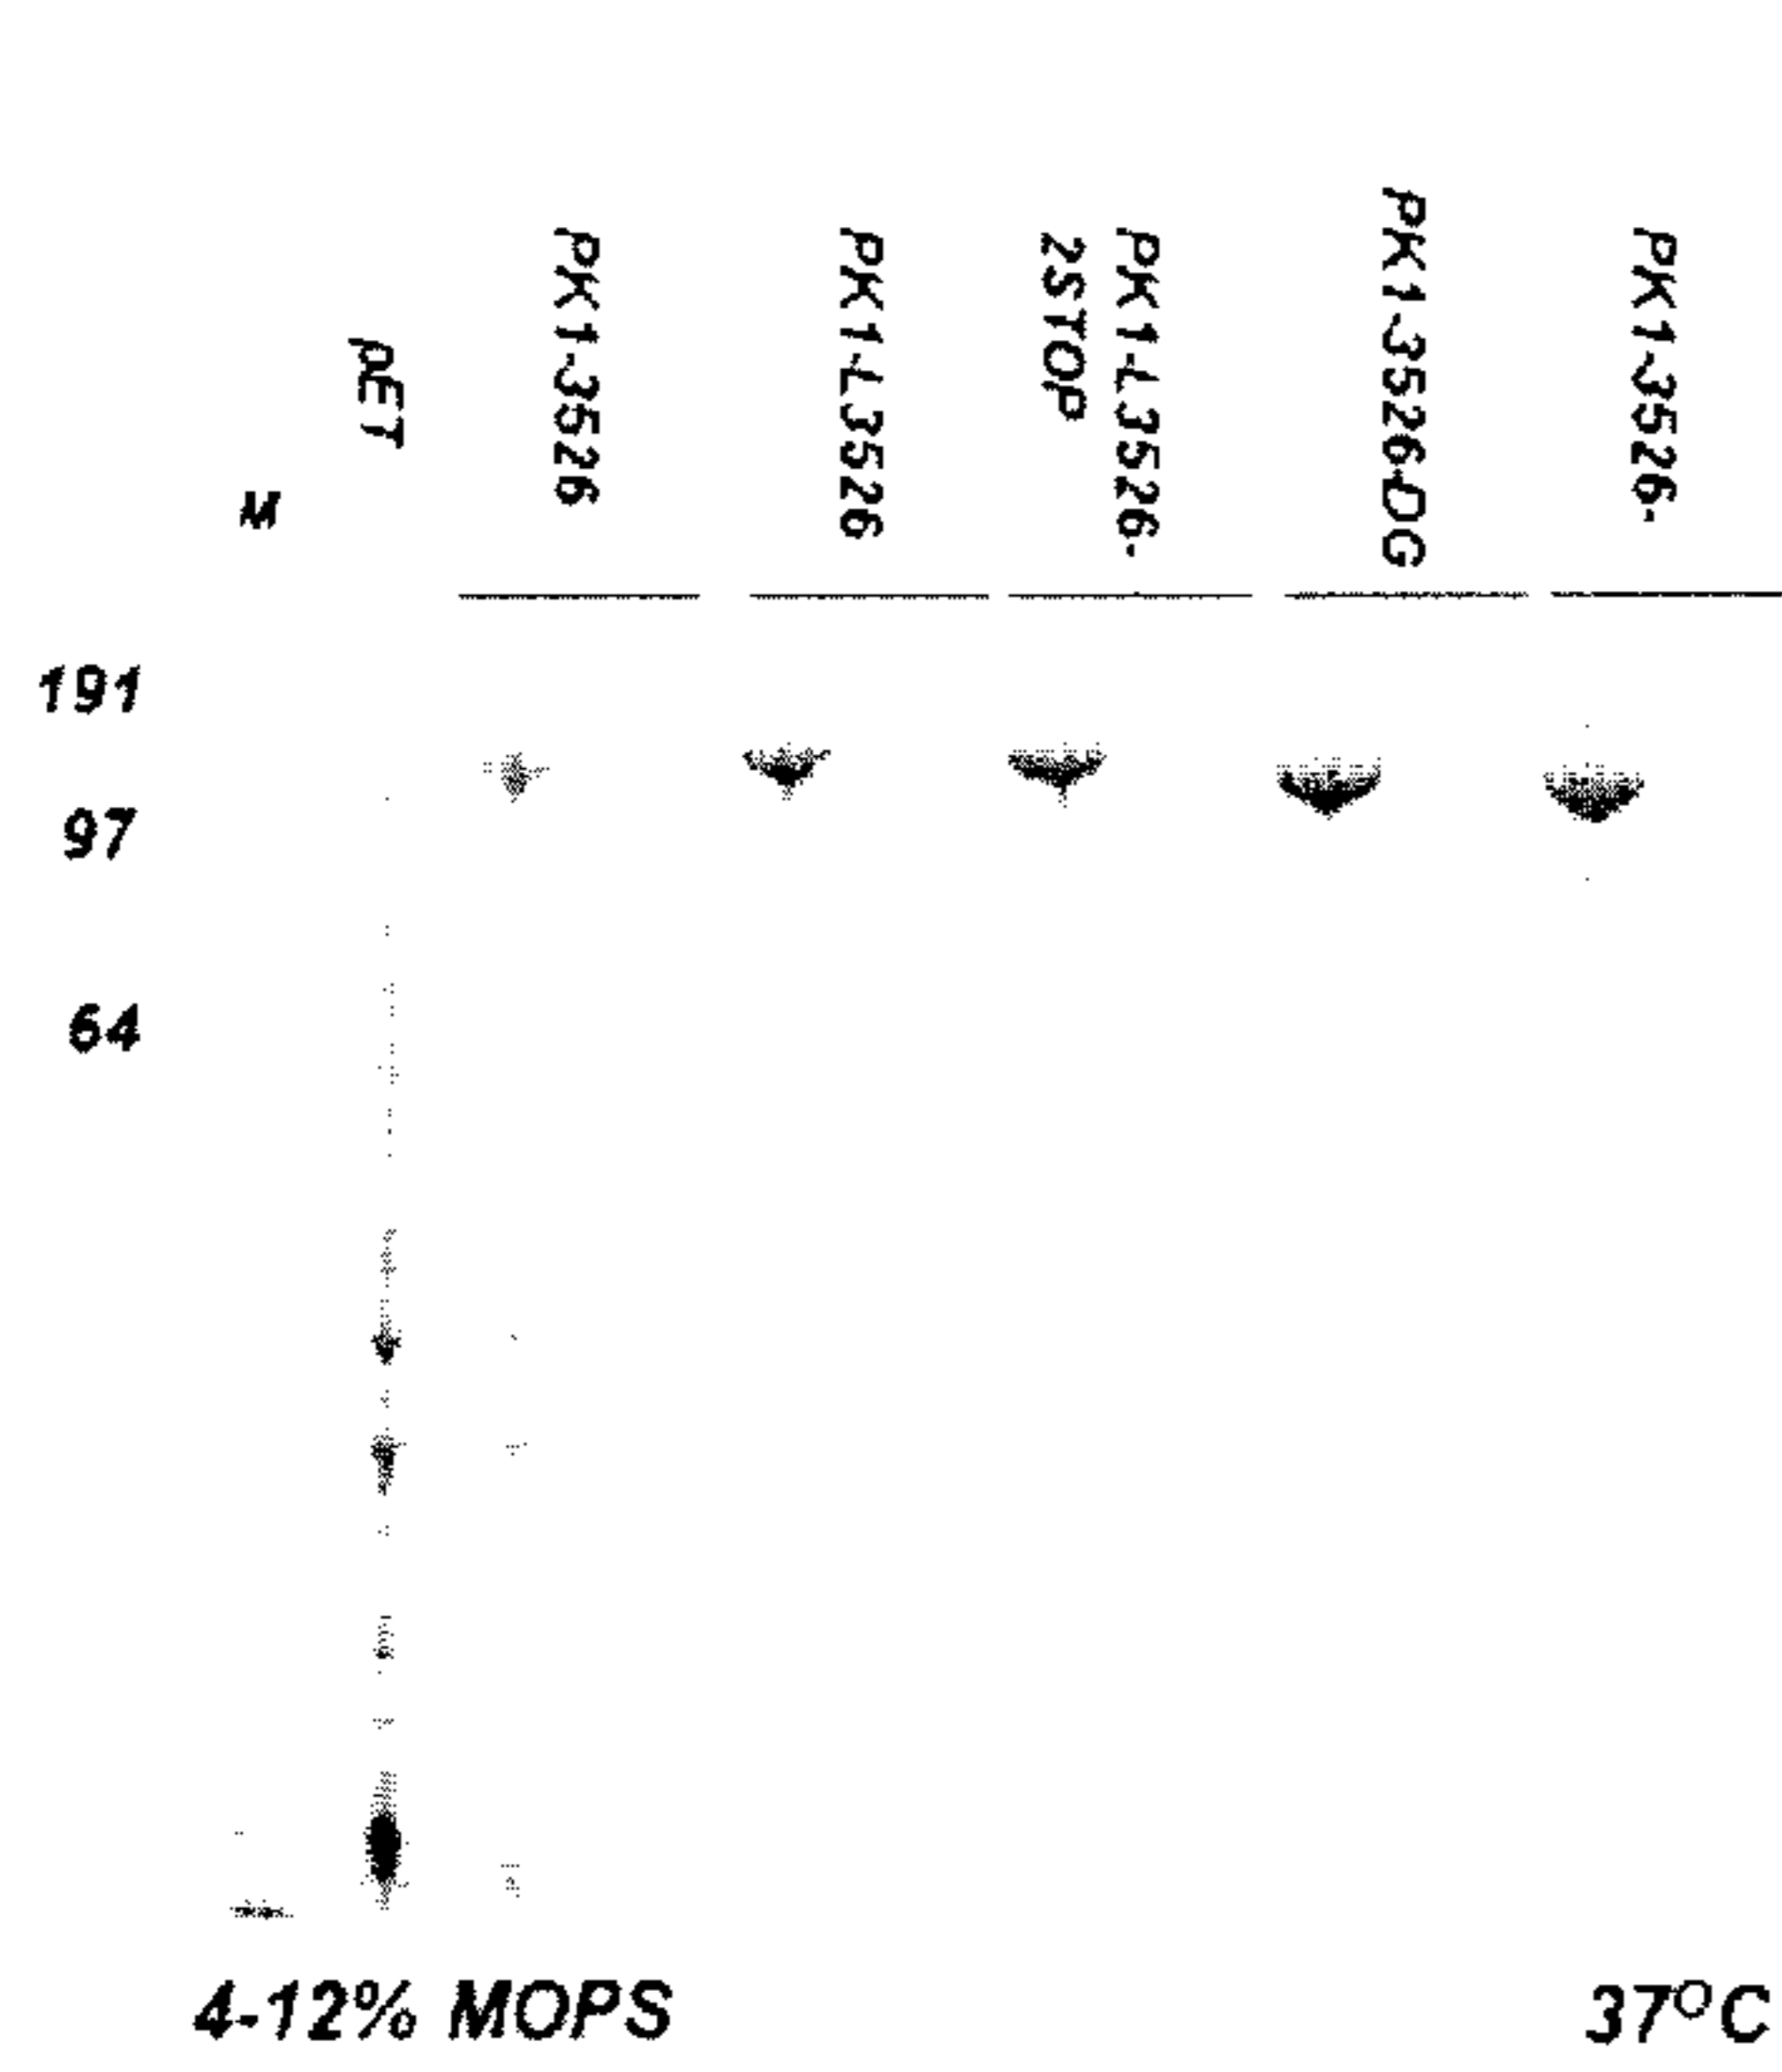 M
pET
PK1-3526
PK1-L3526
PK1-L3526-
2STOP
PK1-3526-DG
PK1-3526-
191
97
64
4-12% MOPS
37°C